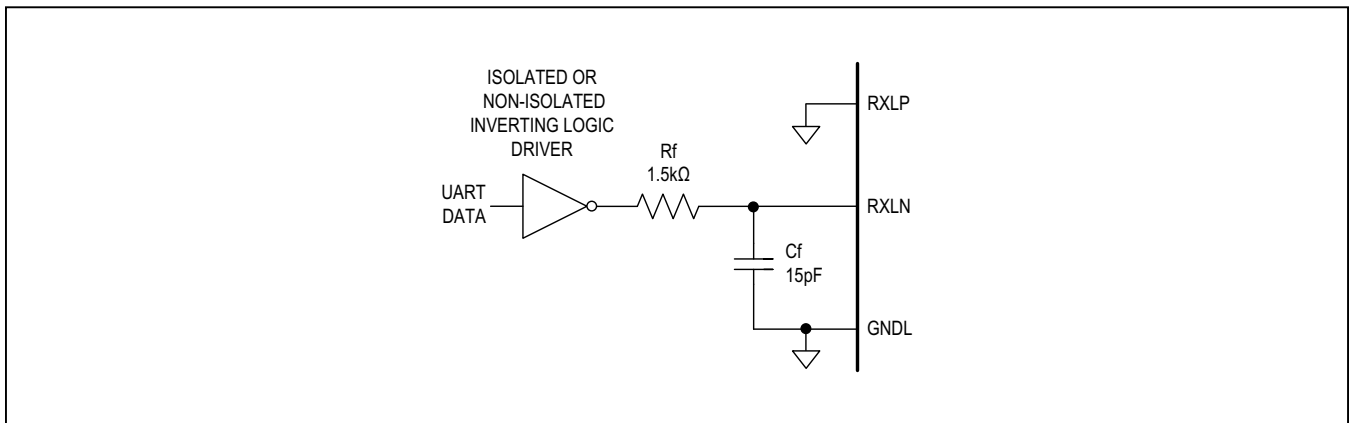 ISOLATED OR
NON-ISOLATED
INVERTING LOGIC
DRIVER
UART
DATA
Rf
1.5kΩ
Cf
15pF
RXLP
RXLN
GNDL